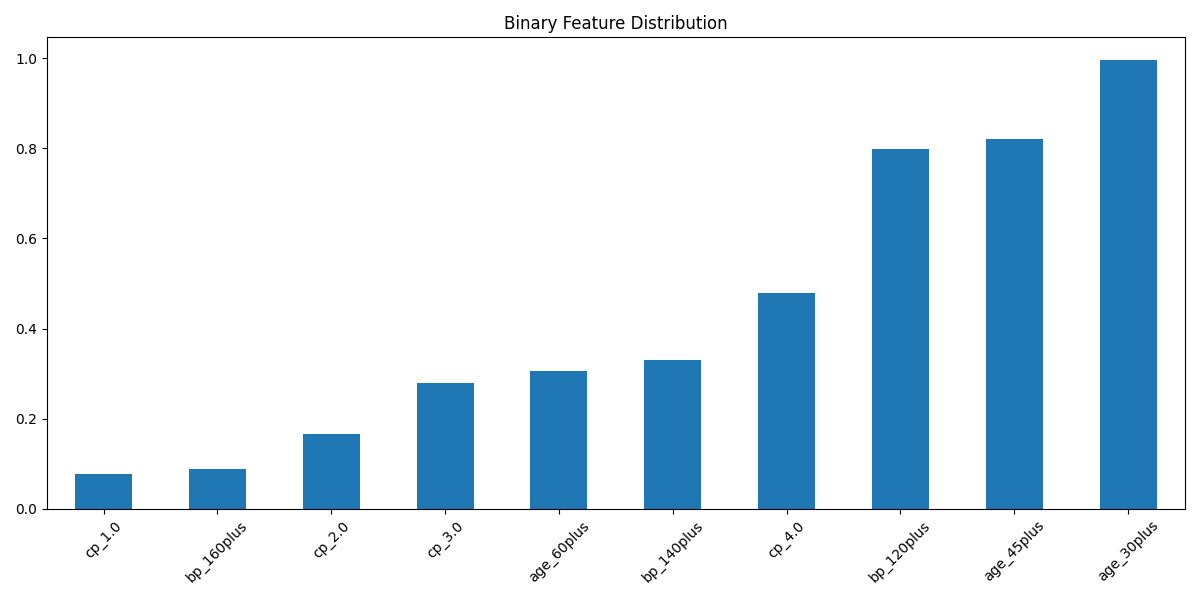 Binary Feature Distribution
1.0
0.8
0.6
0.4
0.2
0.0
cp_1.0
bp_160plus
cp_2.0
cp_3.0
age_60plus
bp_140plus
cp_4.0
bp_120plus
age_45plus
age_30plus